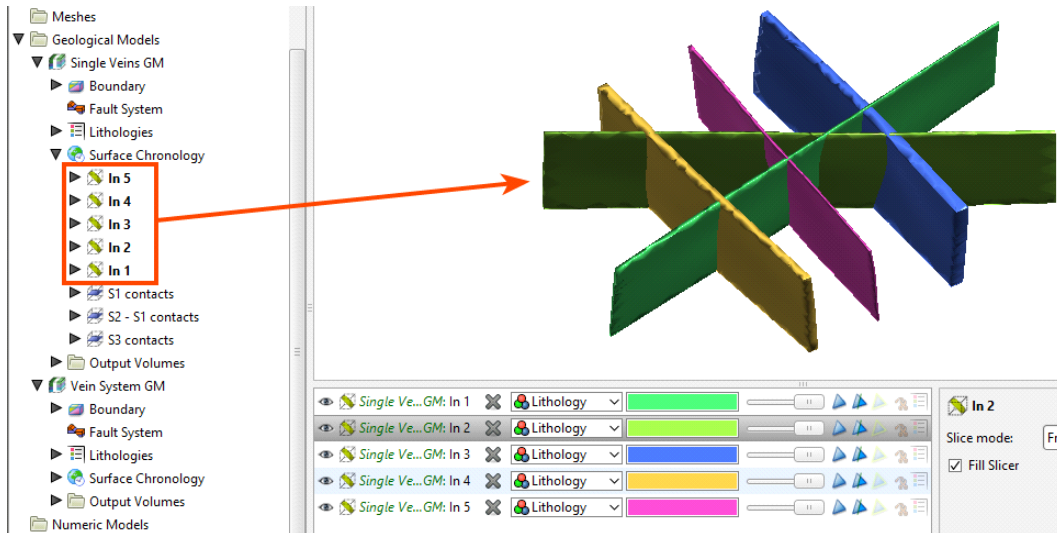 Meshes
Geological Models
Single Veins GM
Boundary
Fault System
Lithologies
Surface Chronology
In 5
In 4
In 3
In 2
In 1
S1 contacts
S2 - S1 contacts
S3 contacts
Output Volumes
Vein System GM
Boundary
Fault System
Lithologies
Surface Chronology
Output Volumes
Numeric Models
Single Ve...GM: In 1 Lithology
Single Ve...GM: In 2 Lithology
Single Ve...GM: In 3 Lithology
Single Ve...GM: In 4 Lithology
Single Ve...GM: In 5 Lithology
In 2
Slice mode: Fr
Fill Slicer